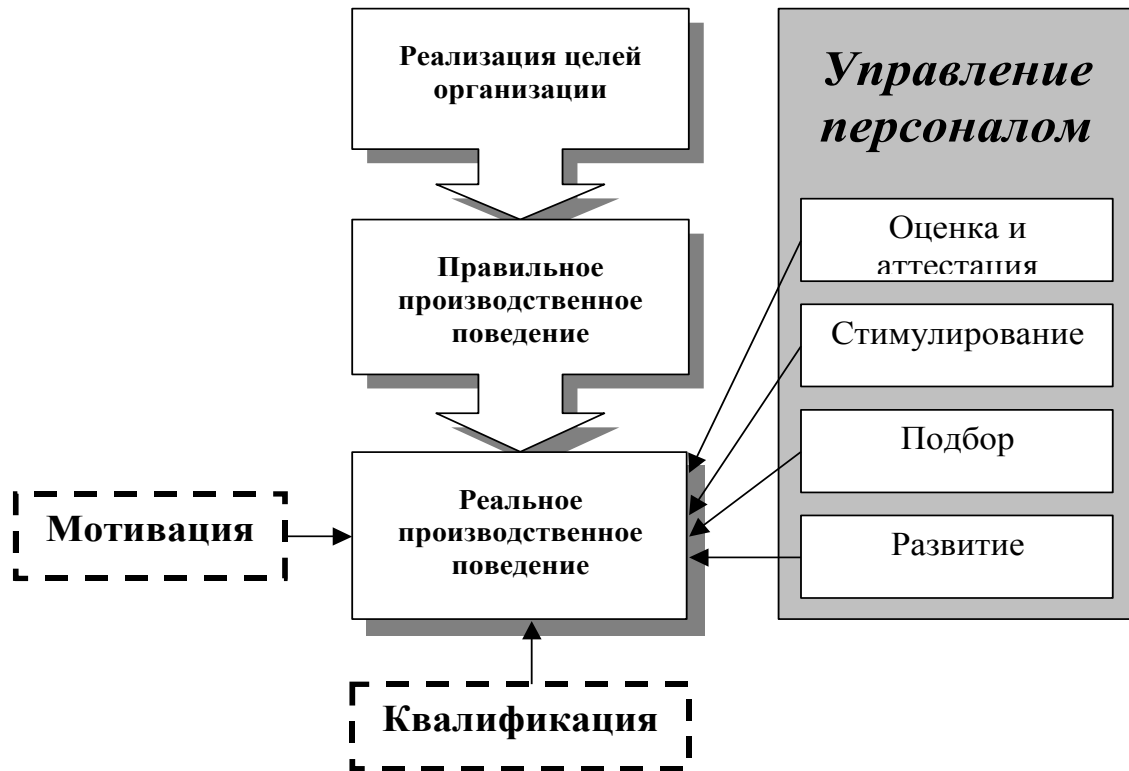 Реализация целей
организации
Правильное
производственное
поведение
Реальное
производственное
поведение
Мотивация
Квалификация
Управление
персоналом
Оценка и
аттестация
Стимулирование
Подбор
Развитие